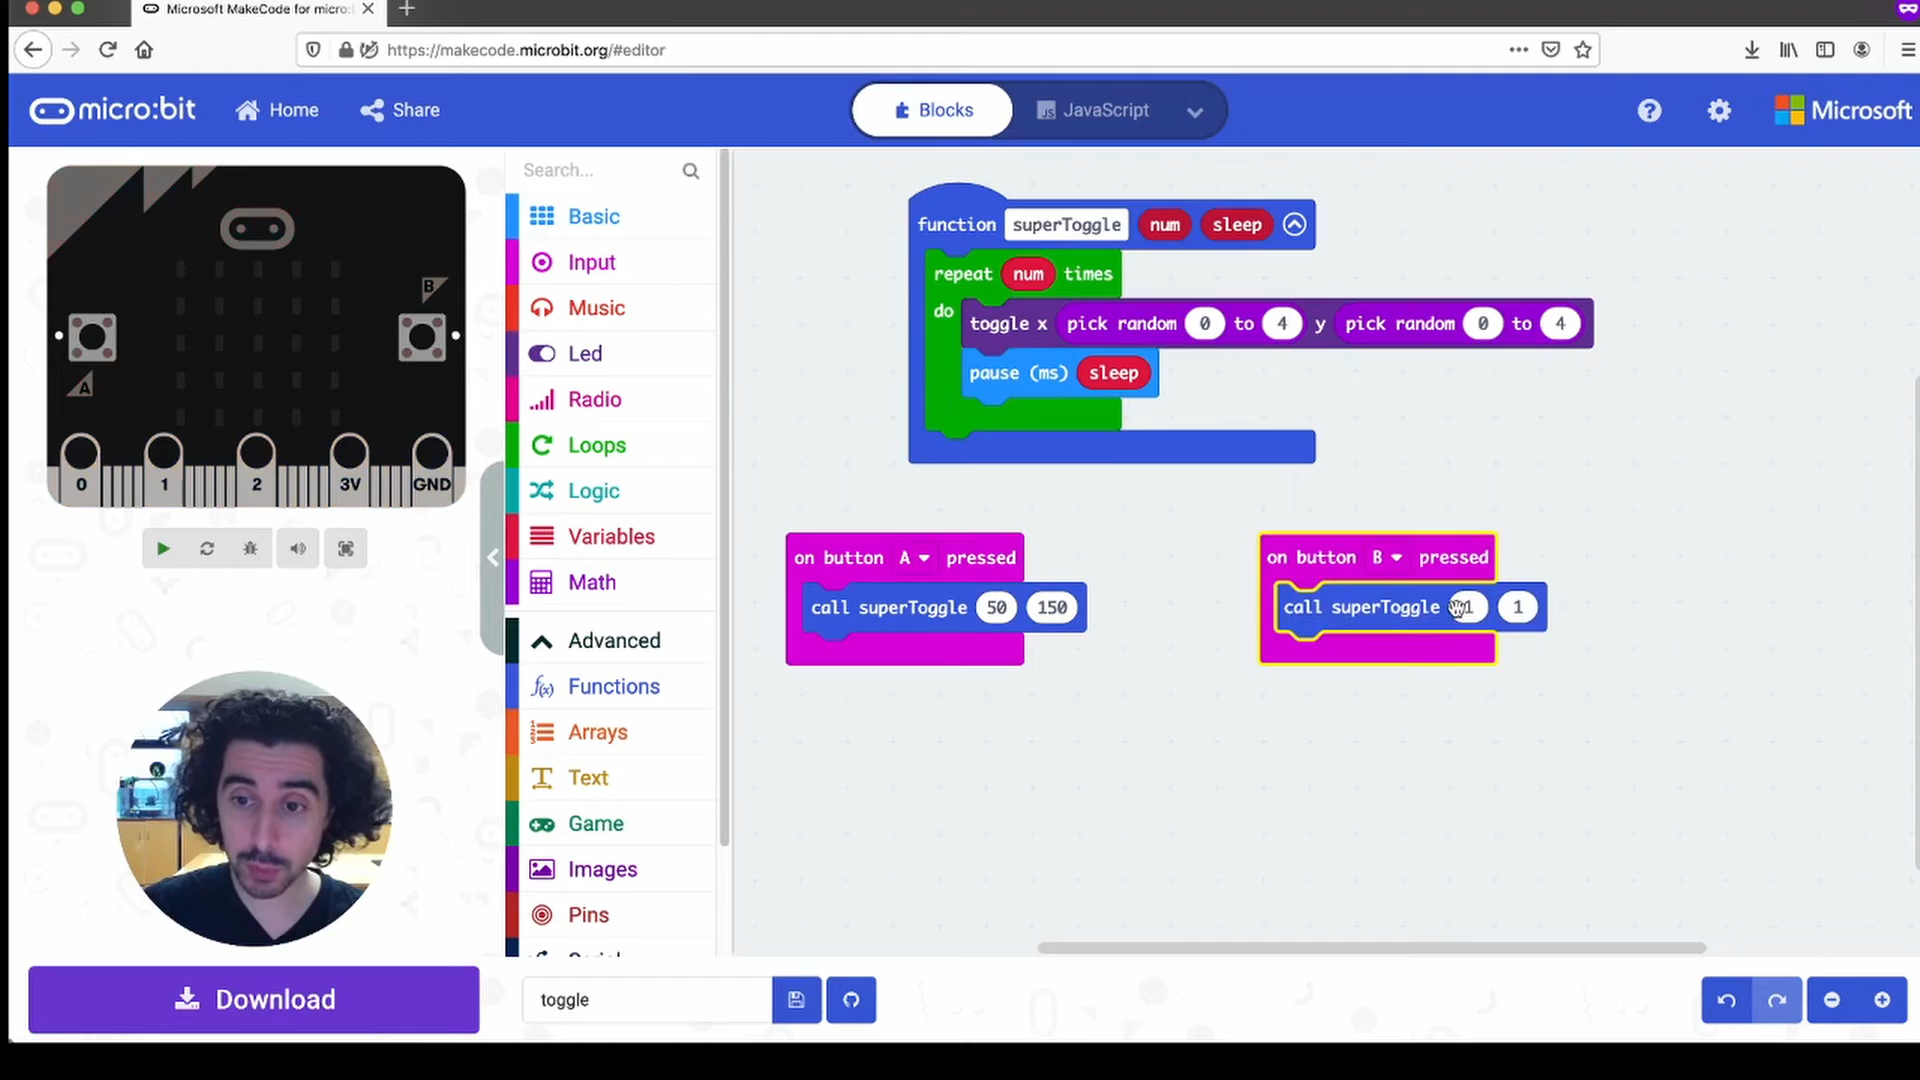 Microsoft MakeCode for micro:
https://makecode.microbit.org/#editor
micro:bit
Home
Share
Blocks
JavaScript
Microsoft
Search...
Basic
Input
Music
Led
Radio
Loops
Logic
Variables
Math
Advanced
Functions
Arrays
Text
Game
Images
Pins
B
A
0 1 2 3V GND
function superToggle num sleep
repeat num times
do toggle x pick random 0 to 4 y pick random 0 to 4
pause (ms) sleep
on button A pressed
call superToggle 50 150
on button B pressed
call superToggle 1 1
Download
toggle